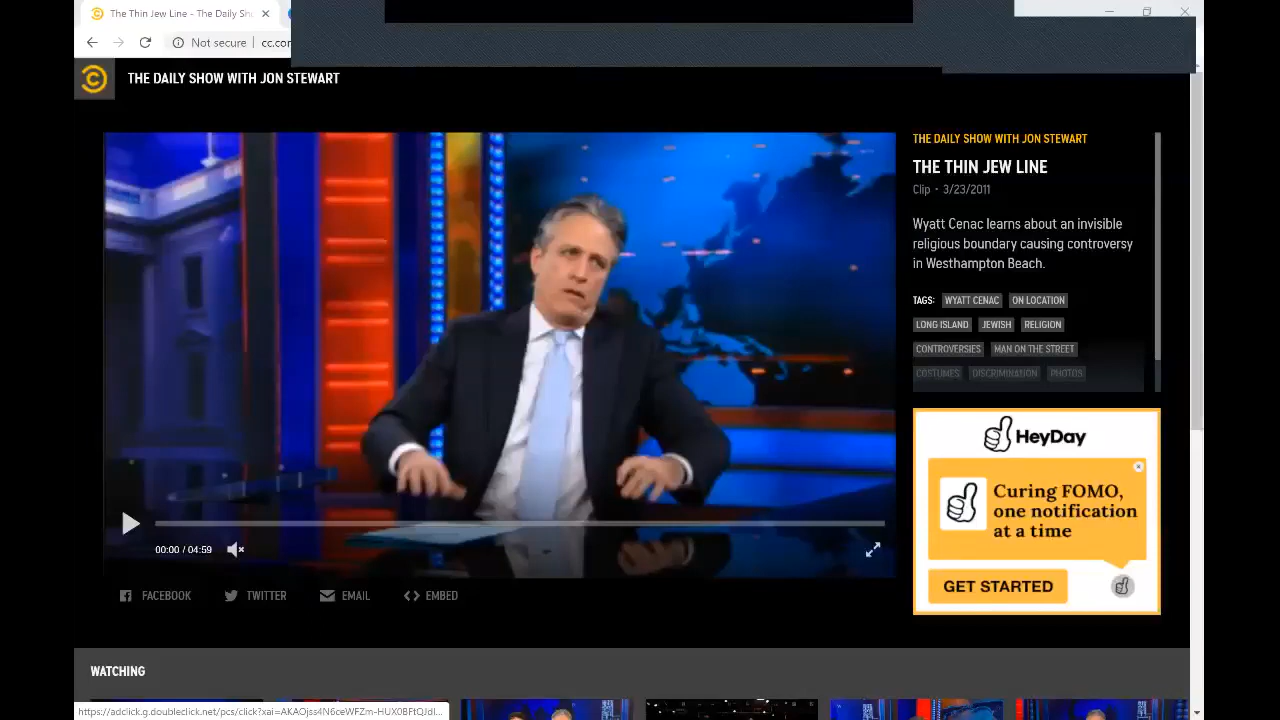 The Thin Jew Line - The Daily Sh
Not secure
cc.co
THE DAILY SHOW WITH JON STEWART
THE DAILY SHOW WITH JON STEWART
THE THIN JEW LINE
Clip • 3/23/2011
Wyatt Cenac learns about an invisible
religious boundary causing controversy
in Westhampton Beach.
TAGS: WYATT CENAC ON LOCATION
LONG ISLAND JEWISH RELIGION
CONTROVERSIES MAN ON THE STREET
COSTUMES DISCRIMINATION PHOTOS
00:00 / 04:59
FACEBOOK TWITTER EMAIL EMBED
HeyDay
Curing FOMO,
one notification
at a time
GET STARTED
WATCHING